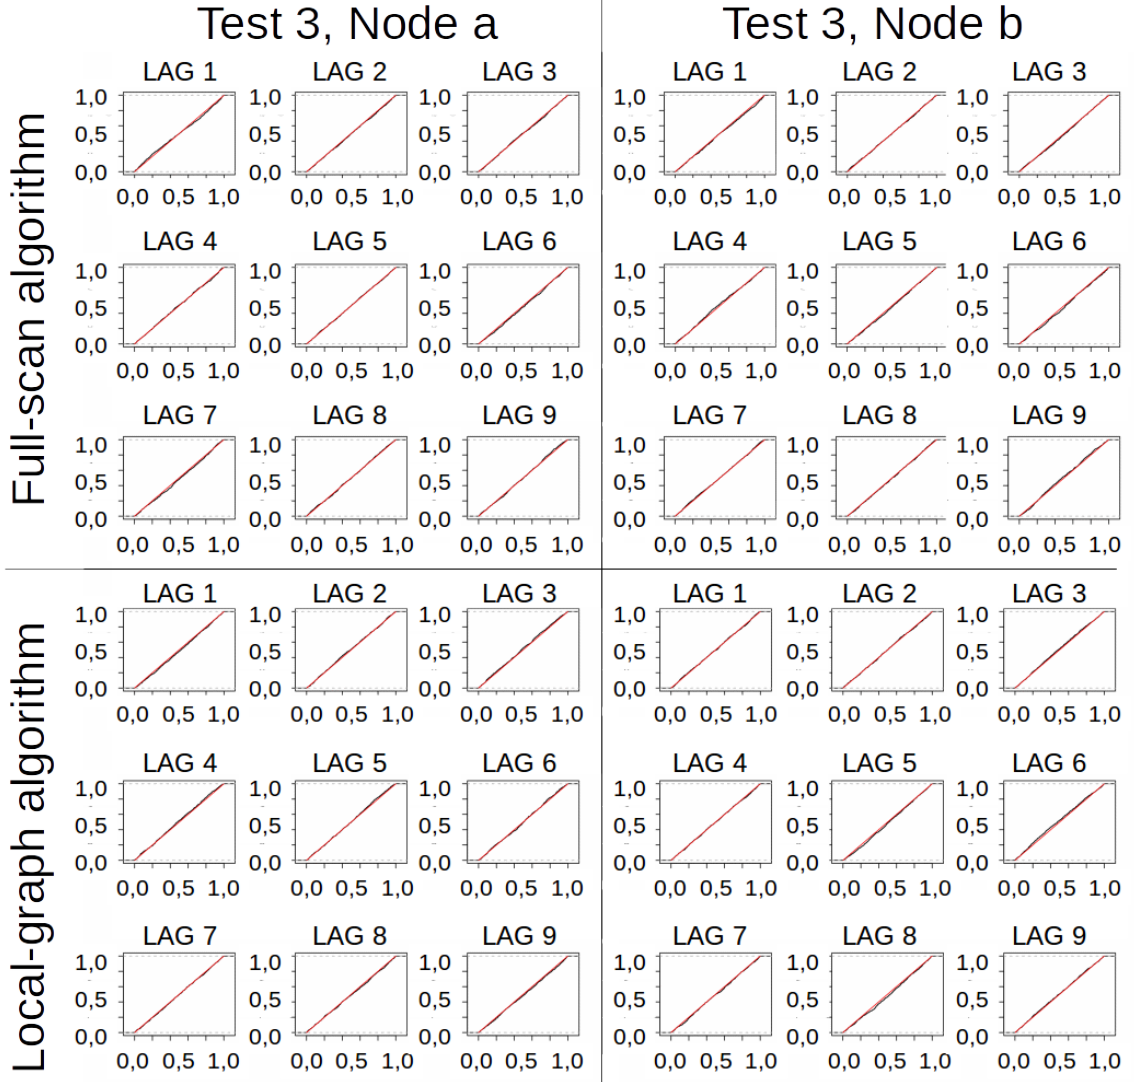 Test 3, Node a
Test 3, Node b
Full-scan algorithm
LAG 1 LAG 2 LAG 3 LAG 1 LAG 2 LAG 3
1,0 1,0 1,0 1,0 1,0 1,0
0,5 0,5 0,5 0,5 0,5 0,5
0,0 0,0 0,0 0,0 0,0 0,0
0,0 0,5 1,0 0,0 0,5 1,0 0,0 0,5 1,0 0,0 0,5 1,0 0,0 0,5 1,0 0,0 0,5 1,0
LAG 4 LAG 5 LAG 6 LAG 4 LAG 5 LAG 6
1,0 1,0 1,0 1,0 1,0 1,0
0,5 0,5 0,5 0,5 0,5 0,5
0,0 0,0 0,0 0,0 0,0 0,0
0,0 0,5 1,0 0,0 0,5 1,0 0,0 0,5 1,0 0,0 0,5 1,0 0,0 0,5 1,0 0,0 0,5 1,0
LAG 7 LAG 8 LAG 9 LAG 7 LAG 8 LAG 9
1,0 1,0 1,0 1,0 1,0 1,0
0,5 0,5 0,5 0,5 0,5 0,5
0,0 0,0 0,0 0,0 0,0 0,0
0,0 0,5 1,0 0,0 0,5 1,0 0,0 0,5 1,0 0,0 0,5 1,0 0,0 0,5 1,0 0,0 0,5 1,0
Local-graph algorithm
LAG 1 LAG 2 LAG 3 LAG 1 LAG 2 LAG 3
1,0 1,0 1,0 1,0 1,0 1,0
0,5 0,5 0,5 0,5 0,5 0,5
0,0 0,0 0,0 0,0 0,0 0,0
0,0 0,5 1,0 0,0 0,5 1,0 0,0 0,5 1,0 0,0 0,5 1,0 0,0 0,5 1,0 0,0 0,5 1,0
LAG 4 LAG 5 LAG 6 LAG 4 LAG 5 LAG 6
1,0 1,0 1,0 1,0 1,0 1,0
0,5 0,5 0,5 0,5 0,5 0,5
0,0 0,0 0,0 0,0 0,0 0,0
0,0 0,5 1,0 0,0 0,5 1,0 0,0 0,5 1,0 0,0 0,5 1,0 0,0 0,5 1,0 0,0 0,5 1,0
LAG 7 LAG 8 LAG 9 LAG 7 LAG 8 LAG 9
1,0 1,0 1,0 1,0 1,0 1,0
0,5 0,5 0,5 0,5 0,5 0,5
0,0 0,0 0,0 0,0 0,0 0,0
0,0 0,5 1,0 0,0 0,5 1,0 0,0 0,5 1,0 0,0 0,5 1,0 0,0 0,5 1,0 0,0 0,5 1,0